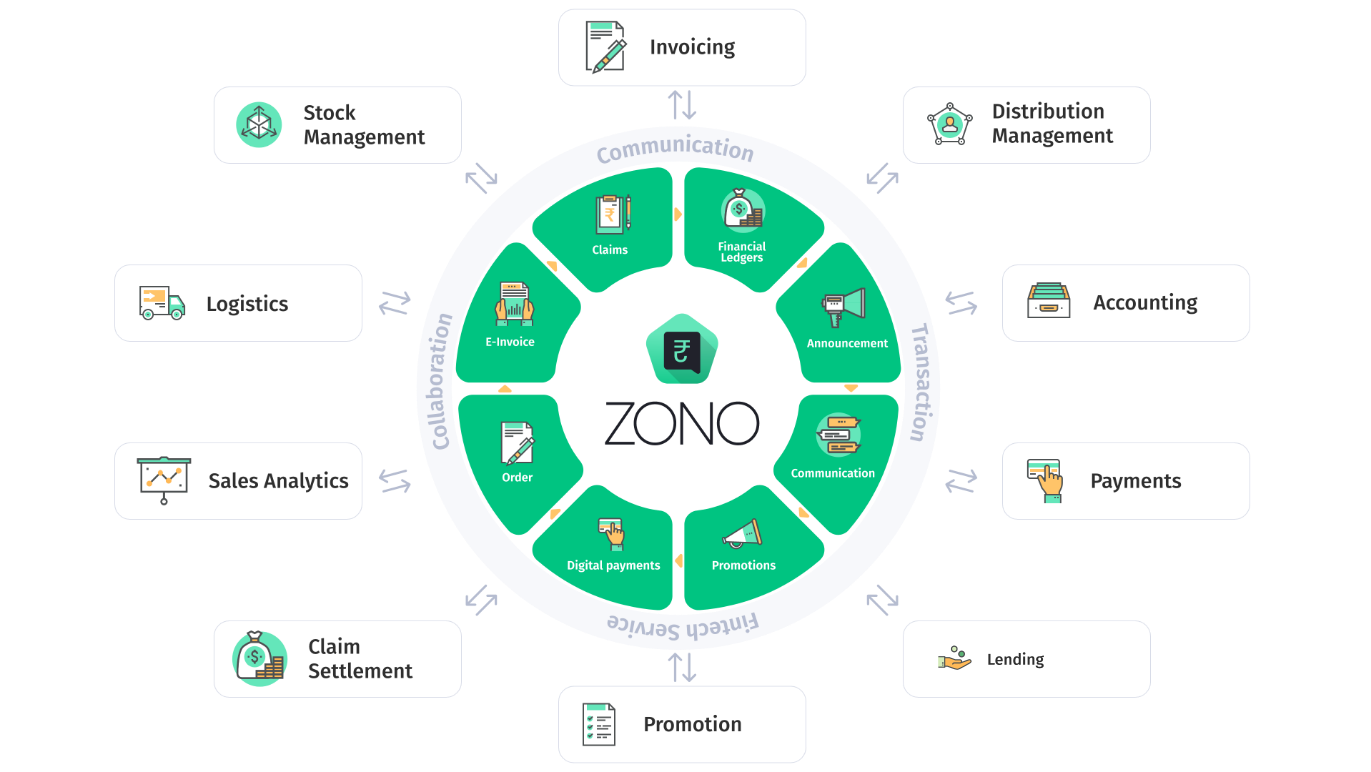 Invoicing
Stock
Management
Distribution
Management
Communication
Claims
Financial
Ledgers
Logistics
E-Invoice
Announcement
Accounting
Collaboration
₹
ZONO
Transaction
Sales Analytics
Order
Communication
Payments
Digital payments
Promotions
Fintech Service
Claim
Settlement
Lending
Promotion